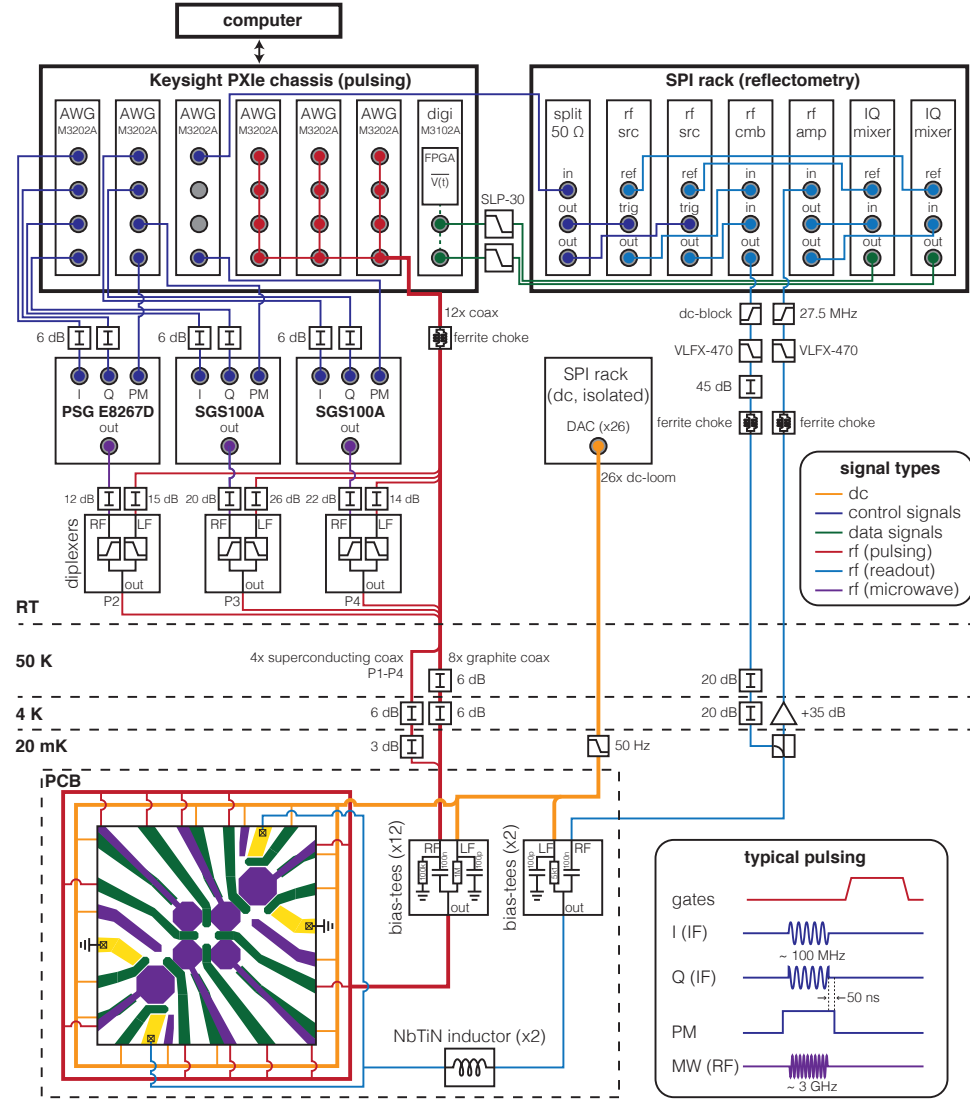 computer
Keysight PXIe chassis (pulsing)
AWG
M3202A
AWG
M3202A
AWG
M3202A
AWG
M3202A
AWG
M3202A
AWG
M3202A
digi
M3102A
FPGA
V(t)
SLP-30
SPI rack (reflectometry)
split
50 Ω
in
out
out
rf
src
ref
trig
out
rf
src
ref
trig
out
rf
cmb
in
in
out
rf
amp
in
out
out
IQ
mixer
ref
in
out
IQ
mixer
ref
in
out
12x coax
ferrite choke
dc-block
27.5 MHz
VLFX-470
VLFX-470
45 dB
ferrite choke
ferrite choke
6 dB
6 dB
6 dB
I
Q
PM
PSG E8267D
out
I
Q
PM
SGS100A
out
I
Q
PM
SGS100A
out
SPI rack
(dc, isolated)
DAC (x26)
26x dc-loom
12 dB
15 dB
20 dB
26 dB
22 dB
14 dB
diplexers
RF
LF
out
P2
RF
LF
out
P3
RF
LF
out
P4
signal types
dc
control signals
data signals
rf (pulsing)
rf (readout)
rf (microwave)
RT
50 K
4x superconducting coax
P1-P4
8x graphite coax
6 dB
20 dB
4 K
6 dB
6 dB
20 dB
+35 dB
20 mK
3 dB
50 Hz
PCB
bias-tees (x12)
RF
LF
100n
1M
100p
out
bias-tees (x2)
LF
RF
100p
5k
100n
out
NbTiN inductor (x2)
typical pulsing
gates
I (IF)
~ 100 MHz
Q (IF)
50 ns
PM
MW (RF)
~ 3 GHz